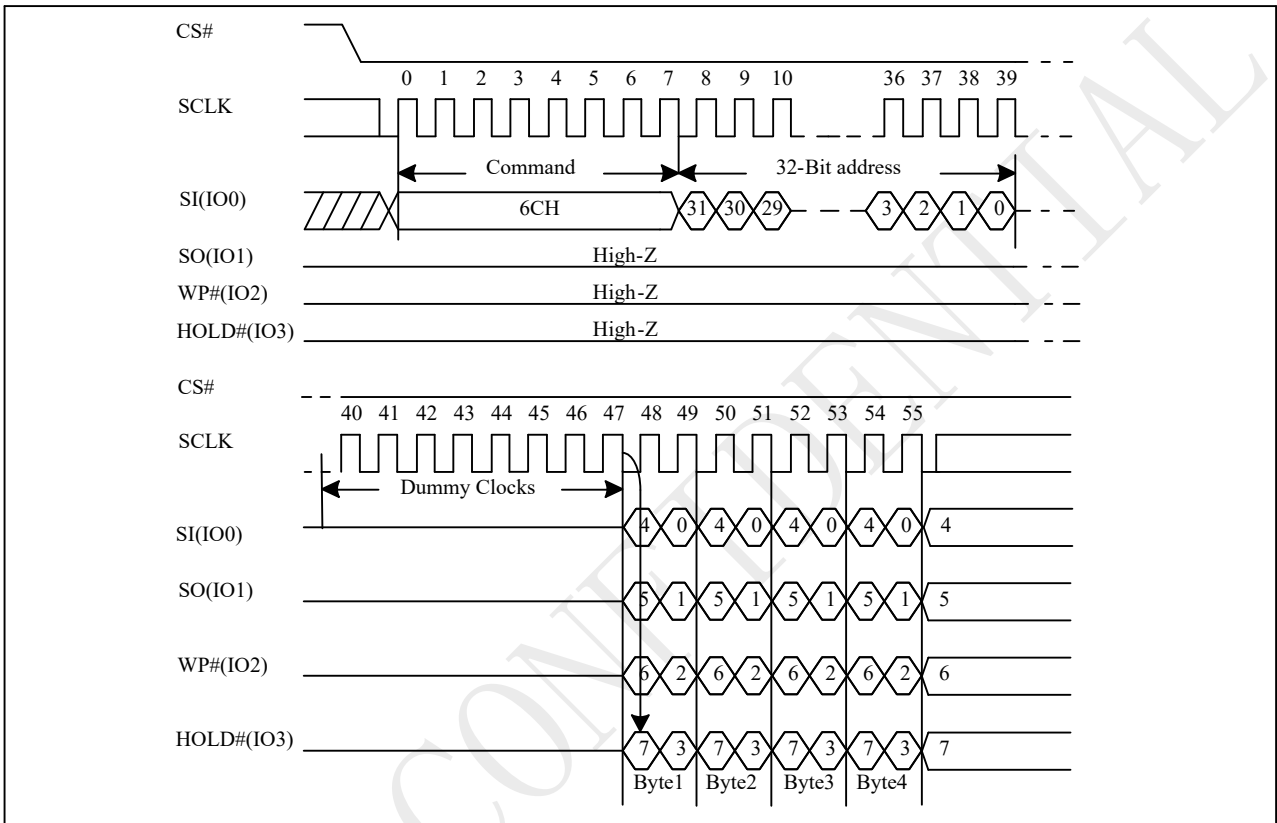 CS#
0 1 2 3 4 5 6 7 8 9 10 36 37 38 39
SCLK
Command 32-Bit address
SI(IO0) 6CH 31 30 29 3 2 1 0
SO(IO1) High-Z
WP#(IO2) High-Z
HOLD#(IO3) High-Z
CS#
40 41 42 43 44 45 46 47 48 49 50 51 52 53 54 55
SCLK
Dummy Clocks
SI(IO0) 4 0 4 0 4 0 4 0 4
SO(IO1) 5 1 5 1 5 1 5 1 5
WP#(IO2) 6 2 6 2 6 2 6 2 6
HOLD#(IO3) 7 3 7 3 7 3 7 3 7
Byte1 Byte2 Byte3 Byte4
CONFIDENTIAL